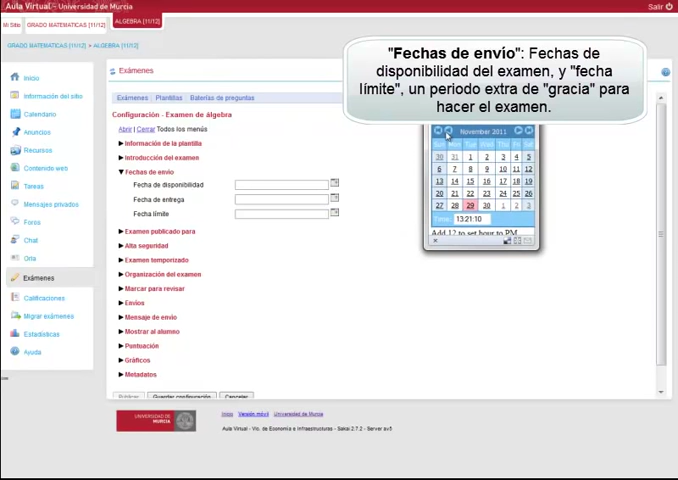 Aula Virtual - Universidad de Murcia
Salir
Mi Sitio
GRADO MATEMATICAS [11/12]
ALGEBRA [11/12]
GRADO MATEMATICAS [11/12] > ALGEBRA [11/12]
"Fechas de envío": Fechas de
disponibilidad del examen, y "fecha
límite", un periodo extra de "gracia" para
hacer el examen.
Inicio
Información del sitio
Calendario
Anuncios
Recursos
Contenido web
Tareas
Mensajes privados
Foros
Chat
Orla
Exámenes
Calificaciones
Migrar exámenes
Estadísticas
Ayuda
Exámenes
Exámenes | Plantillas | Baterías de preguntas
Configuración - Examen de álgebra
Abrir | Cerrar Todos los menús
Información de la plantilla
Introducción del examen
Fechas de envío
Fecha de disponibilidad
Fecha de entrega
Fecha límite
Examen publicado para
Alta seguridad
Examen temporizado
Organización del examen
Marcar para revisar
Envíos
Mensaje de envío
Mostrar al alumno
Puntuación
Gráficos
Metadatos
Publicar Guardar configuración Cancelar
November 2011
Sun Mon Tue Wed Thu Fri Sat
30 31 1 2 3 4 5
6 7 8 9 10 11 12
13 14 15 16 17 18 19
20 21 22 23 24 25 26
27 28 29 30 1 2 3
Time: 13:21:10
Add 12 to set hour to PM
UNIVERSIDAD DE
MURCIA
Inicio Versión móvil Universidad de Murcia
Aula Virtual - Vic. de Economía e Infraestructuras - Sakai 2.7.2 - Server av5